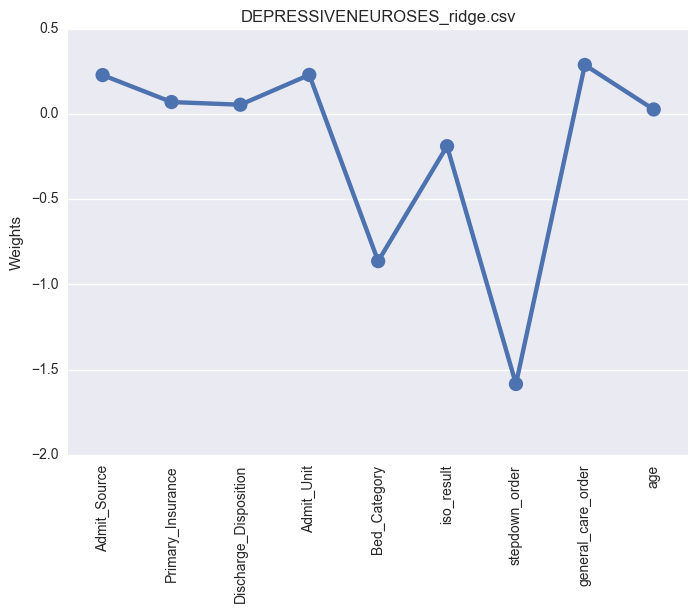 DEPRESSIVENEUROSES_ridge.csv
Weights
0.5
0.0
−0.5
−1.0
−1.5
−2.0
Admit_Source
Primary_Insurance
Discharge_Disposition
Admit_Unit
Bed_Category
iso_result
stepdown_order
general_care_order
age